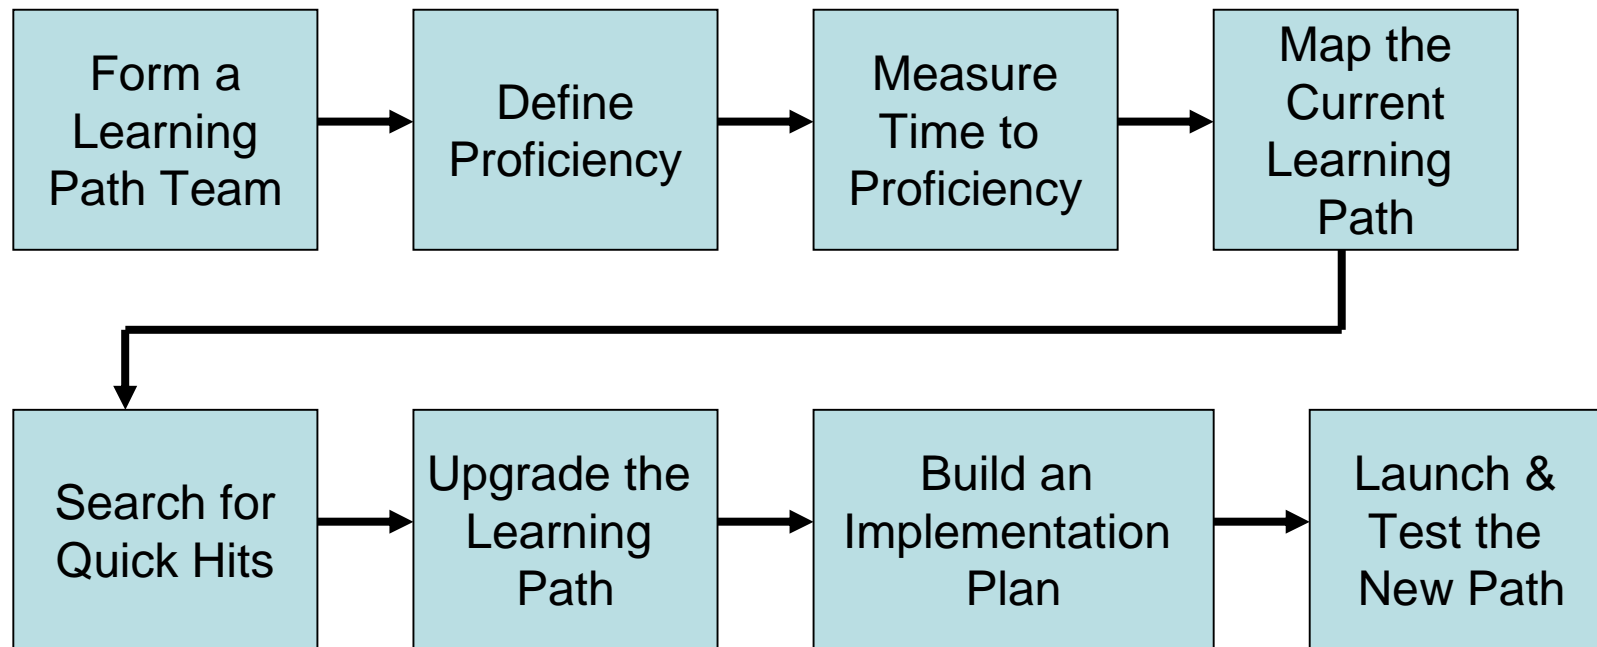 Form a
Learning
Path Team
Define
Proficiency
Measure
Time to
Proficiency
Map the
Current
Learning
Path
Search for
Quick Hits
Upgrade the
Learning
Path
Build an
Implementation
Plan
Launch &
Test the
New Path